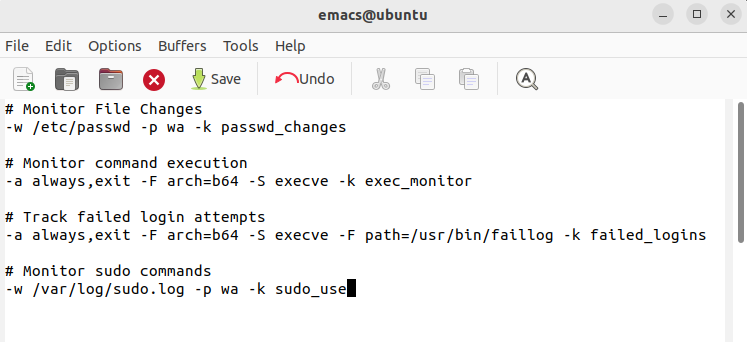 emacs@ubuntu
File Edit Options Buffers Tools Help
Save Undo
# Monitor File Changes
-w /etc/passwd -p wa -k passwd_changes
# Monitor command execution
-a always,exit -F arch=b64 -S execve -k exec_monitor
# Track failed login attempts
-a always,exit -F arch=b64 -S execve -F path=/usr/bin/faillog -k failed_logins
# Monitor sudo commands
-w /var/log/sudo.log -p wa -k sudo_use